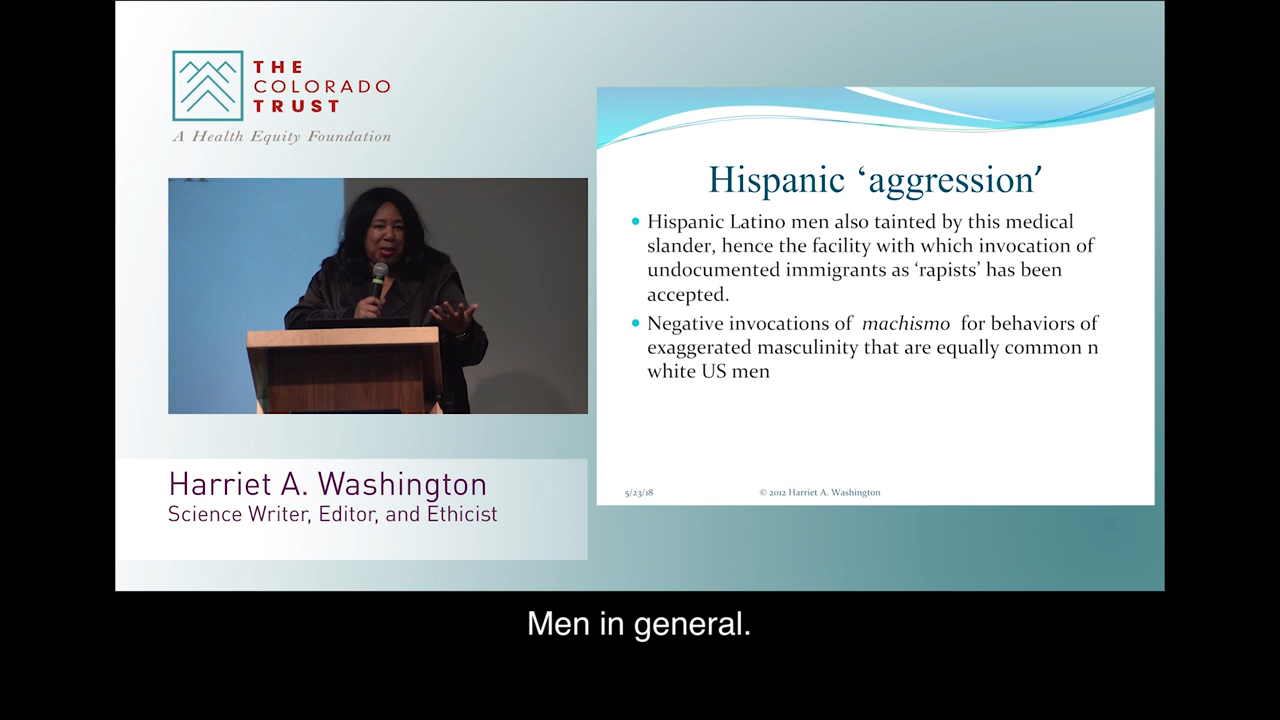 THE
COLORADO
TRUST
A Health Equity Foundation
Hispanic ‘aggression’
Hispanic Latino men also tainted by this medical
slander, hence the facility with which invocation of
undocumented immigrants as ‘rapists’ has been
accepted.
Negative invocations of machismo for behaviors of
exaggerated masculinity that are equally common n
white US men
5/23/18
© 2012 Harriet A. Washington
Harriet A. Washington
Science Writer, Editor, and Ethicist
Men in general.